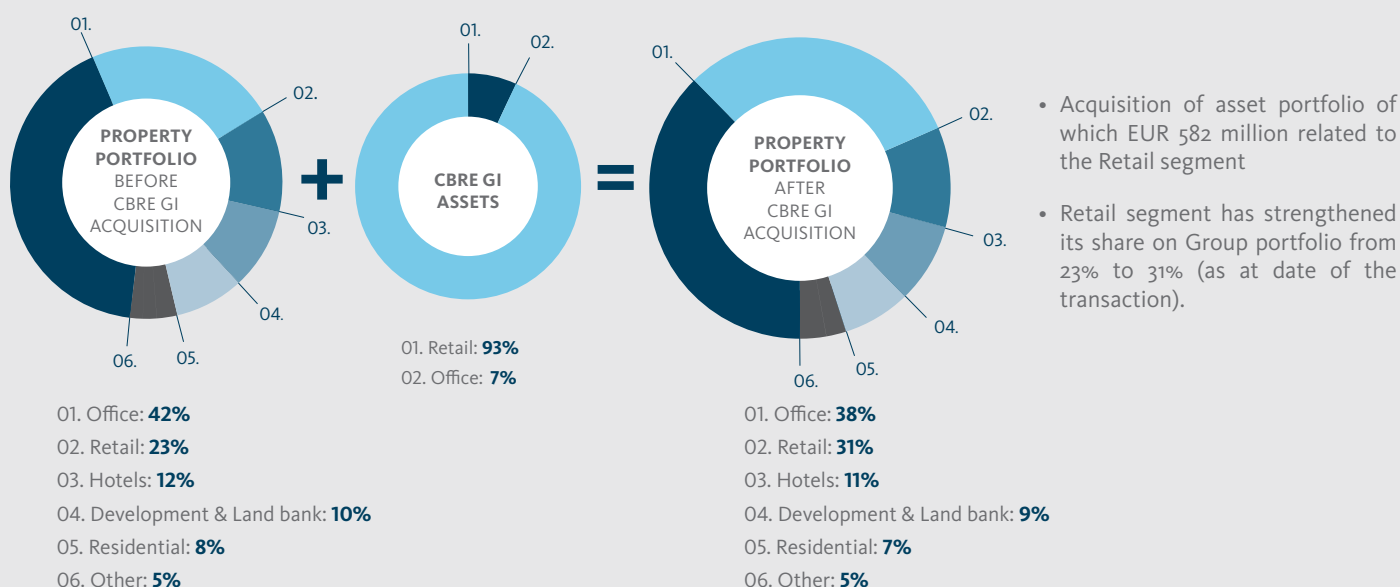 01.
02.
03.
04.
05.
06.
PROPERTY
PORTFOLIO
BEFORE
CBRE GI
ACQUISITION
01. Office: 42%
02. Retail: 23%
03. Hotels: 12%
04. Development & Land bank: 10%
05. Residential: 8%
06. Other: 5%
+
01.
02.
CBRE GI
ASSETS
01. Retail: 93%
02. Office: 7%
=
01.
02.
03.
04.
05.
06.
PROPERTY
PORTFOLIO
AFTER
CBRE GI
ACQUISITION
01. Office: 38%
02. Retail: 31%
03. Hotels: 11%
04. Development & Land bank: 9%
05. Residential: 7%
06. Other: 5%
• Acquisition of asset portfolio of
which EUR 582 million related to
the Retail segment
• Retail segment has strengthened
its share on Group portfolio from
23% to 31% (as at date of the
transaction).